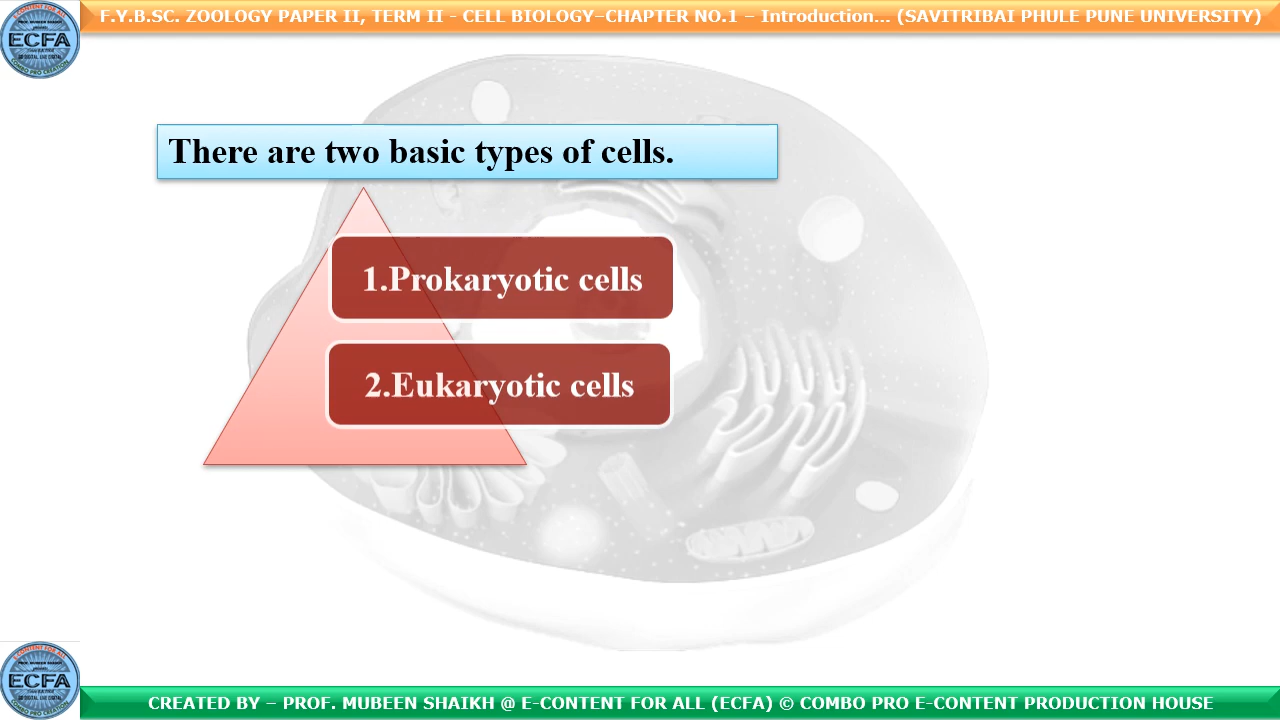 F.Y.B.SC. ZOOLOGY PAPER II, TERM II - CELL BIOLOGY–CHAPTER NO.1 – Introduction... (SAVITRIBAI PHULE PUNE UNIVERSITY)
ECFA
There are two basic types of cells.
1.Prokaryotic cells
2.Eukaryotic cells
ECFA
CREATED BY – PROF. MUBEEN SHAIKH @ E-CONTENT FOR ALL (ECFA) © COMBO PRO E-CONTENT PRODUCTION HOUSE